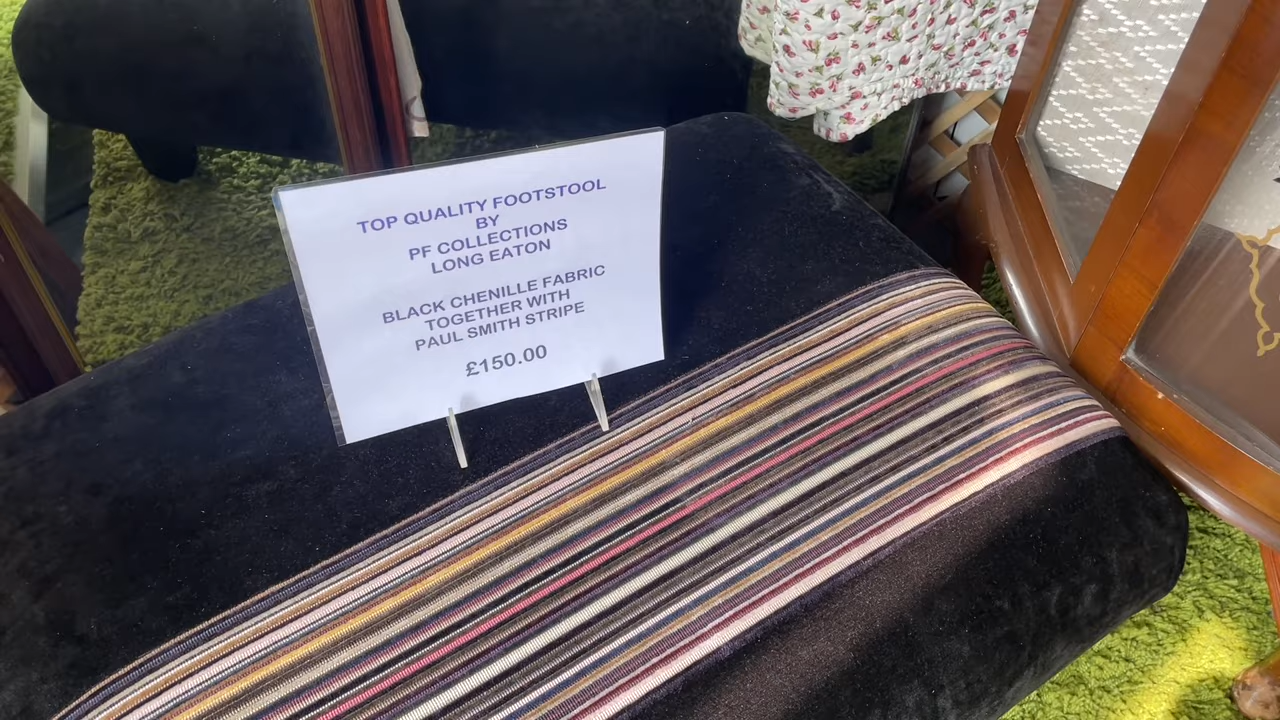 TOP QUALITY FOOTSTOOL
BY
PF COLLECTIONS
LONG EATON
BLACK CHENILLE FABRIC
TOGETHER WITH
PAUL SMITH STRIPE
£150.00